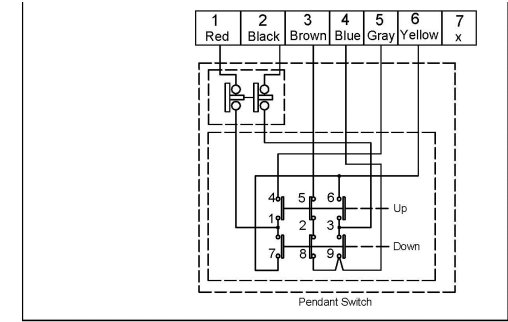 1 2 3 4 5 6 7
Red Black Brown Blue Gray Yellow x
4 5 6
Up
1 2 3
Down
7 8 9
Pendant Switch